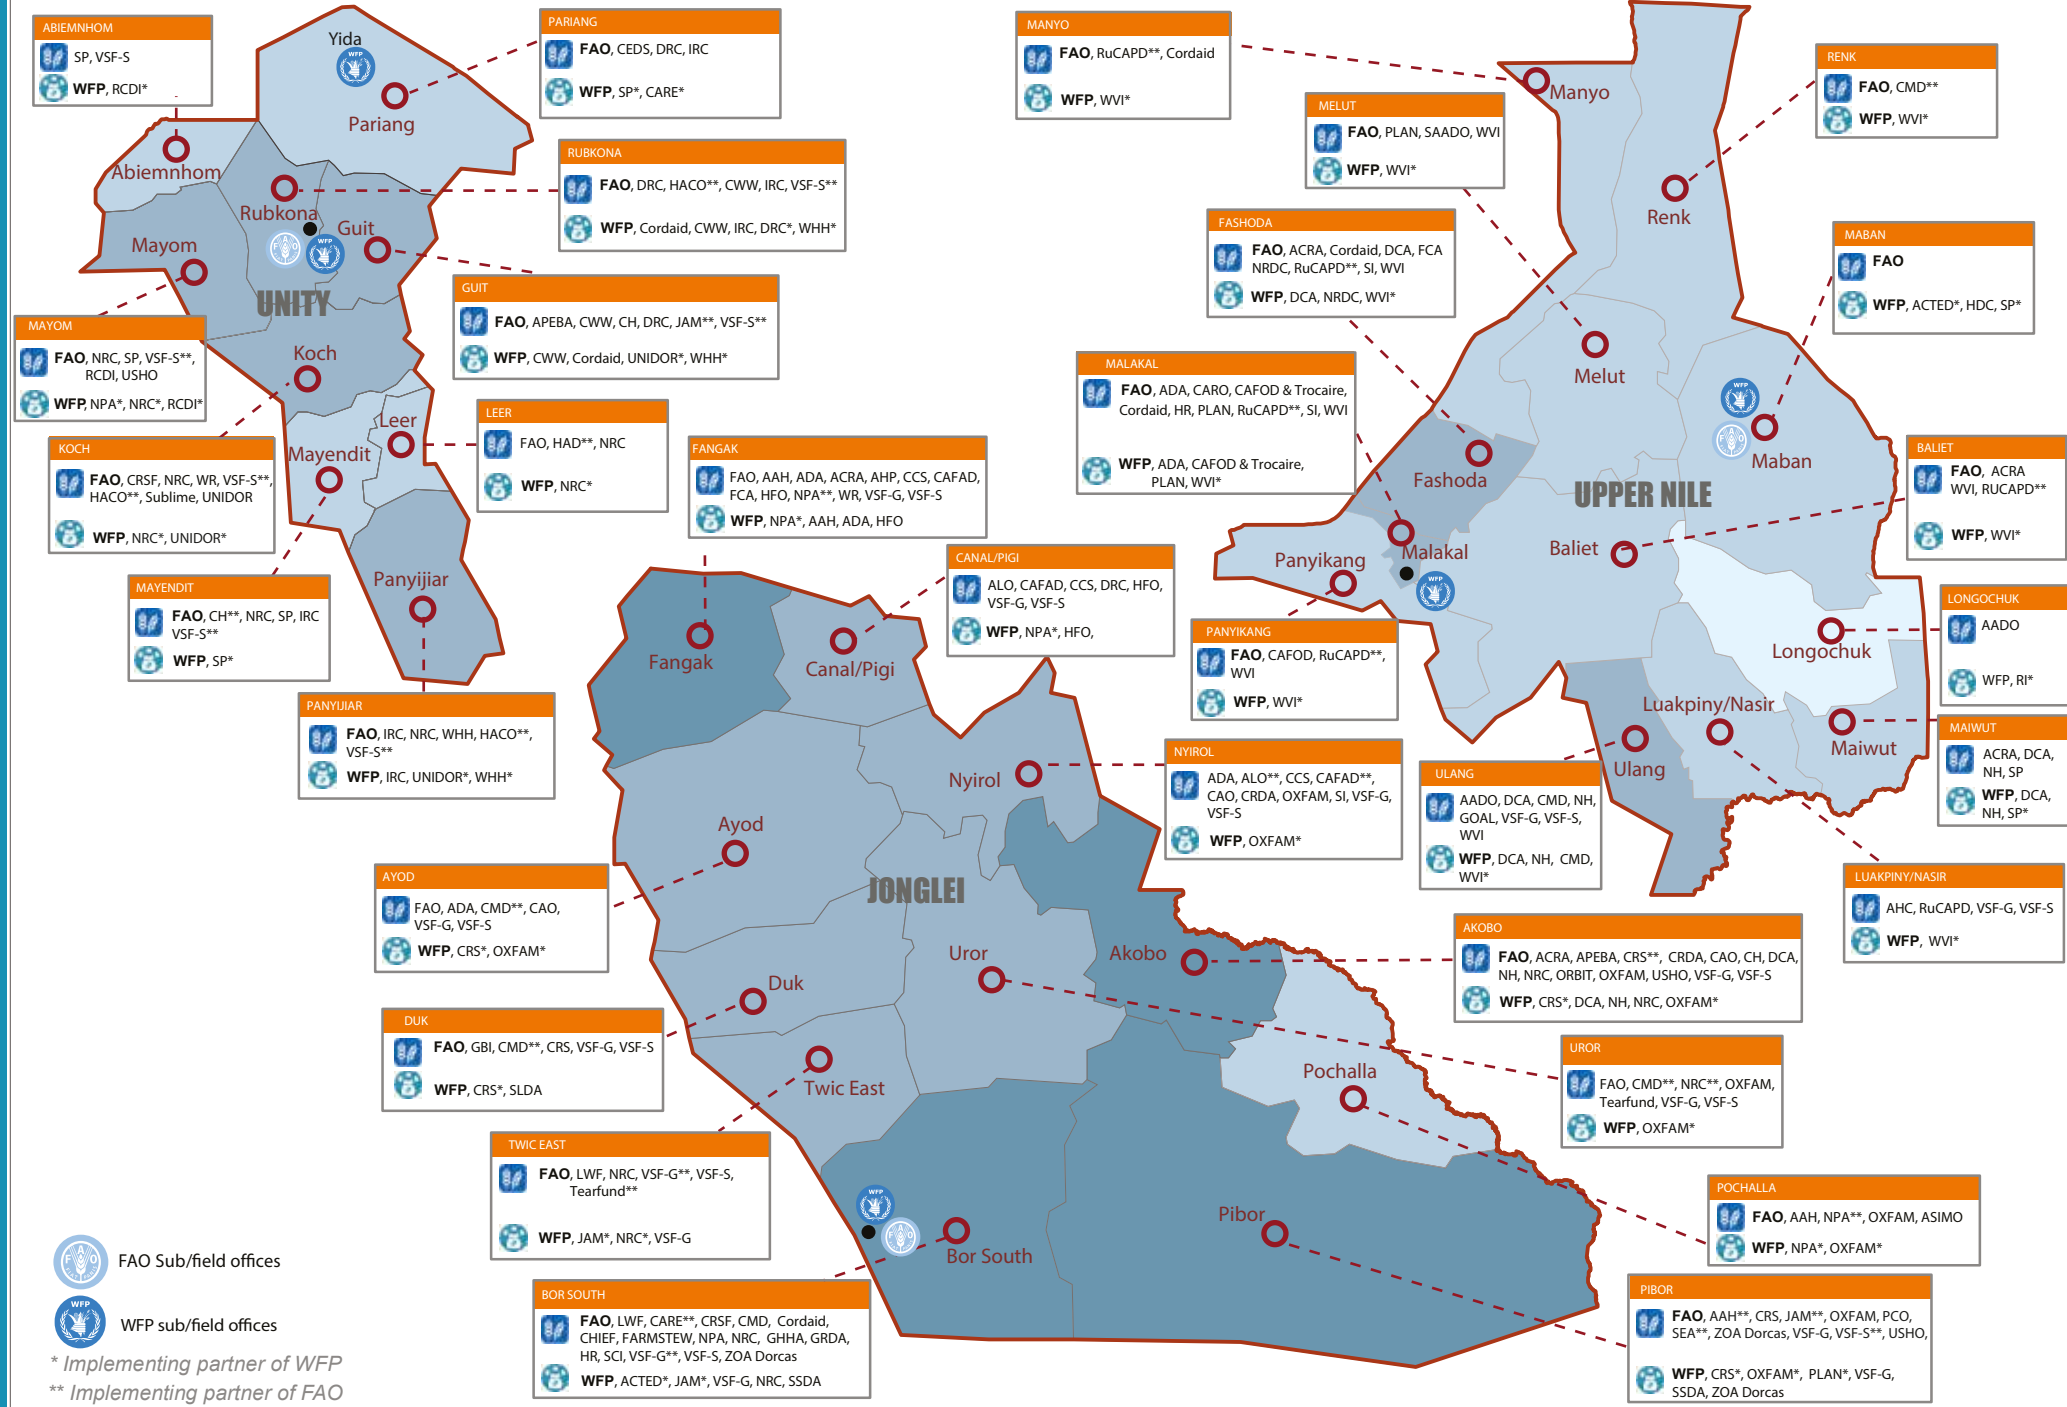 ABIEMNHOM
SP, VSF-S
WFP, RCDI*
PARIANG
FAO, CEDS, DRC, IRC
WFP, SP*, CARE*
RUBKONA
FAO, DRC, HACO**, CWW, IRC, VSF-S**
WFP, Cordaid, CWW, IRC, DRC*, WHH*
GUIT
FAO, APEBA, CWW, CH, DRC, JAM**, VSF-S**
WFP, CWW, Cordaid, UNIDOR*, WHH*
MAYOM
FAO, NRC, SP, VSF-S**,
RCDI, USHO
WFP, NPA*, NRC*, RCDI*
KOCH
FAO, CRSF, NRC, WR, VSF-S**,
HACO**, Sublime, UNIDOR
WFP, NRC*, UNIDOR*
LEER
FAO, HAD**, NRC
WFP, NRC*
MAYENDIT
FAO, CH**, NRC, SP, IRC
VSF-S**
WFP, SP*
PANYIJIAR
FAO, IRC, NRC, WHH, HACO**,
VSF-S**
WFP, IRC, UNIDOR*, WHH*
Yida
WFP
Pariang
Abiemnhom
Rubkona
Guit
Mayom
FAO
WFP
UNITY
Koch
Leer
Mayendit
Panyijiar
MANYO
FAO, RuCAPD**, Cordaid
WFP, WVI*
RENK
FAO, CMD**
WFP, WVI*
MELUT
FAO, PLAN, SAADO, WVI
WFP, WVI*
FASHODA
FAO, ACRA, Cordaid, DCA, FCA
NRDC, RuCAPD**, SI, WVI
WFP, DCA, NRDC, WVI*
MABAN
FAO
WFP, ACTED*, HDC, SP*
MALAKAL
FAO, ADA, CARO, CAFOD & Trocaire,
Cordaid, HR, PLAN, RuCAPD**, SI, WVI
WFP, ADA, CAFOD & Trocaire,
PLAN, WVI*
BALIET
FAO, ACRA
WVI, RUCAPD**
WFP, WVI*
LONGOCHUK
AADO
WFP, RI*
PANYIKANG
FAO, CAFOD, RuCAPD**,
WVI
WFP, WVI*
MAIWUT
ACRA, DCA,
NH, SP
WFP, DCA,
NH, SP*
ULANG
AADO, DCA, CMD, NH,
GOAL, VSF-G, VSF-S,
WVI
WFP, DCA, NH, CMD,
WVI*
LUAKPINY/NASIR
AHC, RuCAPD, VSF-G, VSF-S
WFP, WVI*
Manyo
Renk
Melut
WFP
FAO
Maban
Fashoda
UPPER NILE
Malakal
Baliet
Panyikang
WFP
Longochuk
Luakpiny/Nasir
Maiwut
Ulang
FANGAK
FAO, AAH, ADA, ACRA, AHP, CCS, CAFAD,
FCA, HFO, NPA**, WR, VSF-G, VSF-S
WFP, NPA*, AAH, ADA, HFO
CANAL/PIGI
ALO, CAFAD, CCS, DRC, HFO,
VSF-G, VSF-S
WFP, NPA*, HFO,
NYIROL
ADA, ALO**, CCS, CAFAD**,
CAO, CRDA, OXFAM, SI, VSF-G,
VSF-S
WFP, OXFAM*
AYOD
FAO, ADA, CMD**, CAO,
VSF-G, VSF-S
WFP, CRS*, OXFAM*
AKOBO
FAO, ACRA, APEBA, CRS**, CRDA, CAO, CH, DCA,
NH, NRC, ORBIT, OXFAM, USHO, VSF-G, VSF-S
WFP, CRS*, DCA, NH, NRC, OXFAM*
DUK
FAO, GBI, CMD**, CRS, VSF-G, VSF-S
WFP, CRS*, SLDA
UROR
FAO, CMD**, NRC**, OXFAM,
Tearfund, VSF-G, VSF-S
WFP, OXFAM*
TWIC EAST
FAO, LWF, NRC, VSF-G**, VSF-S,
Tearfund**
WFP, JAM*, NRC*, VSF-G
POCHALLA
FAO, AAH, NPA**, OXFAM, ASIMO
WFP, NPA*, OXFAM*
BOR SOUTH
FAO, LWF, CARE**, CRSF, CMD, Cordaid,
CHIEF, FARMSTEW, NPA, NRC, GHHA, GRDA,
HR, SCI, VSF-G**, VSF-S, ZOA Dorcas
WFP, ACTED*, JAM*, VSF-G, NRC, SSDA
PIBOR
FAO, AAH**, CRS, JAM**, OXFAM, PCO,
SEA**, ZOA Dorcas, VSF-G, VSF-S**, USHO,
WFP, CRS*, OXFAM*, PLAN*, VSF-G,
SSDA, ZOA Dorcas
Fangak
Canal/Pigi
Nyirol
Ayod
JONGLEI
Uror
Akobo
Duk
Twic East
Pochalla
WFP
FAO
Bor South
Pibor
FAO
FAO Sub/field offices
WFP
WFP sub/field offices
* Implementing partner of WFP
** Implementing partner of FAO